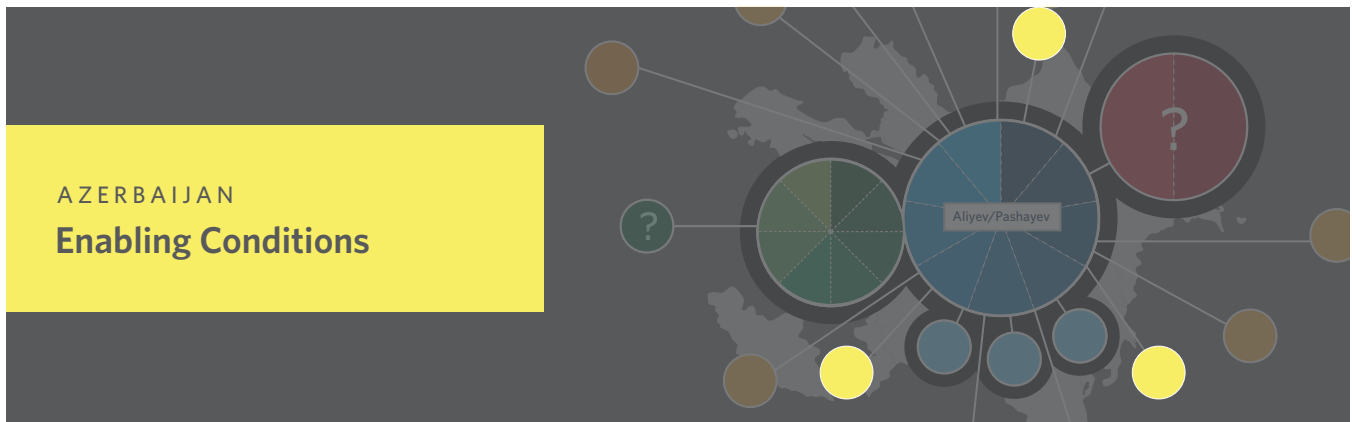 AZERBAIJAN
Enabling Conditions
?
Aliyev/Pashayev
?